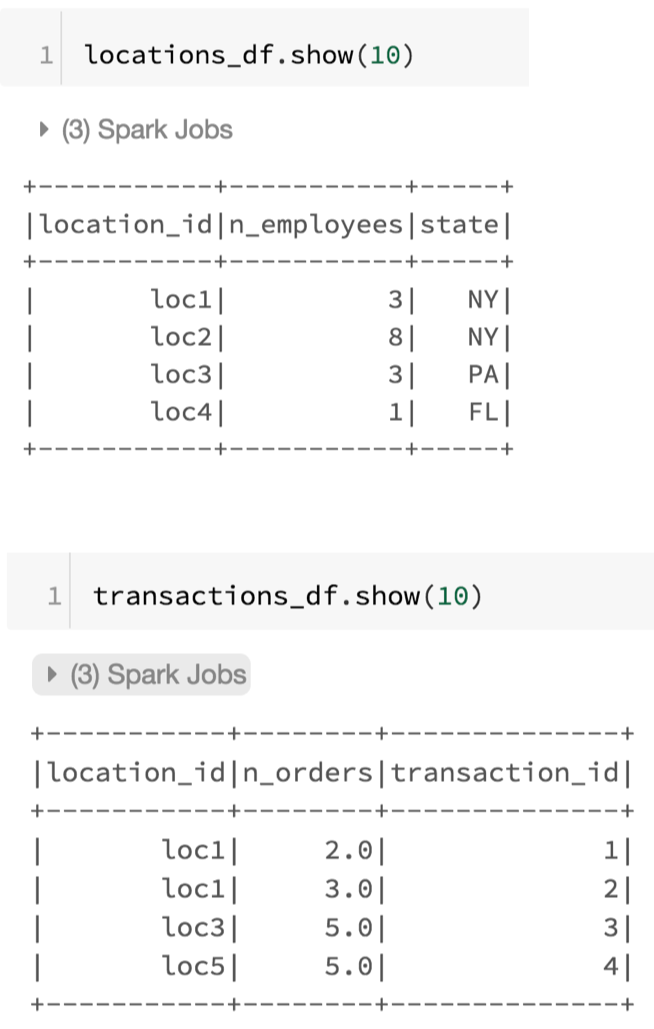 1 locations_df.show(10)
(3) Spark Jobs
+-----------+-----------+-----+
|location_id|n_employees|state|
+-----------+-----------+-----+
|       loc1|          3|   NY|
|       loc2|          8|   NY|
|       loc3|          3|   PA|
|       loc4|          1|   FL|
+-----------+-----------+-----+
1 transactions_df.show(10)
(3) Spark Jobs
+-----------+--------+--------------+
|location_id|n_orders|transaction_id|
+-----------+--------+--------------+
|       loc1|     2.0|             1|
|       loc1|     3.0|             2|
|       loc3|     5.0|             3|
|       loc5|     5.0|             4|
+-----------+--------+--------------+